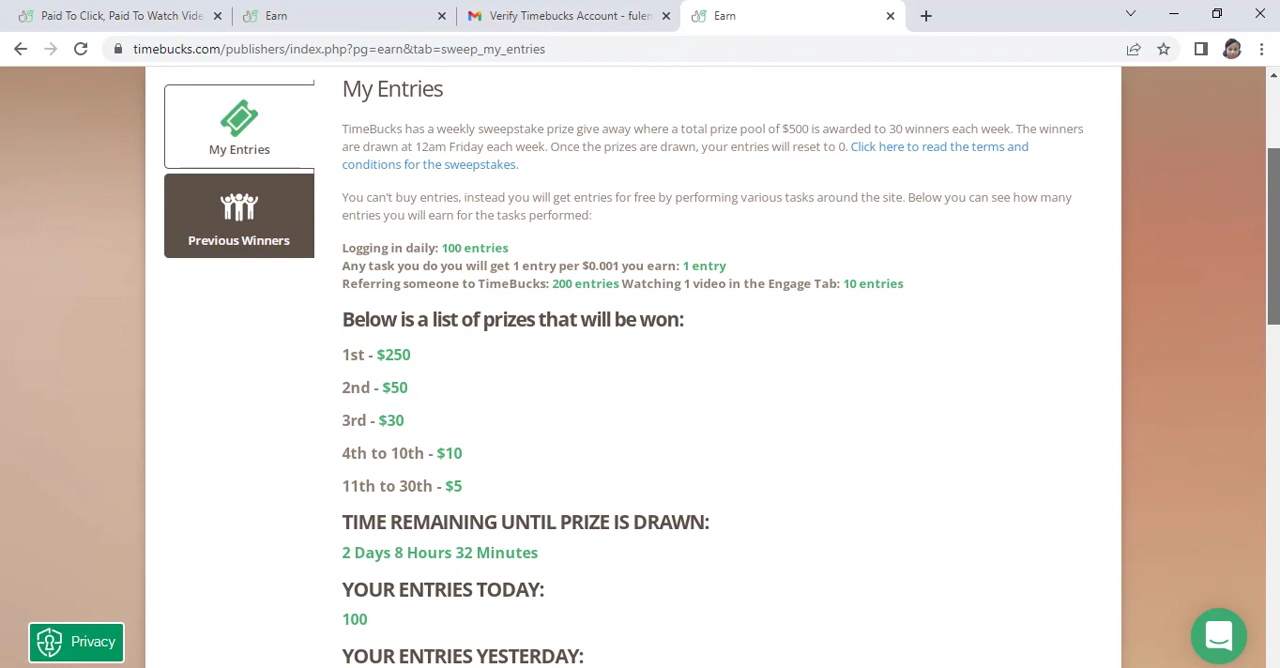 Paid To Click, Paid To Watch Vide
Earn
Verify Timebucks Account - fuler
Earn
timebucks.com/publishers/index.php?pg=earn&tab=sweep_my_entries
My Entries
Previous Winners
My Entries
TimeBucks has a weekly sweepstake prize give away where a total prize pool of $500 is awarded to 30 winners each week. The winners
are drawn at 12am Friday each week. Once the prizes are drawn, your entries will reset to 0. Click here to read the terms and
conditions for the sweepstakes.
You can't buy entries, instead you will get entries for free by performing various tasks around the site. Below you can see how many
entries you will earn for the tasks performed:
Logging in daily: 100 entries
Any task you do you will get 1 entry per $0.001 you earn: 1 entry
Referring someone to TimeBucks: 200 entries Watching 1 video in the Engage Tab: 10 entries
Below is a list of prizes that will be won:
1st - $250
2nd - $50
3rd - $30
4th to 10th - $10
11th to 30th - $5
TIME REMAINING UNTIL PRIZE IS DRAWN:
2 Days 8 Hours 32 Minutes
YOUR ENTRIES TODAY:
100
YOUR ENTRIES YESTERDAY:
Privacy